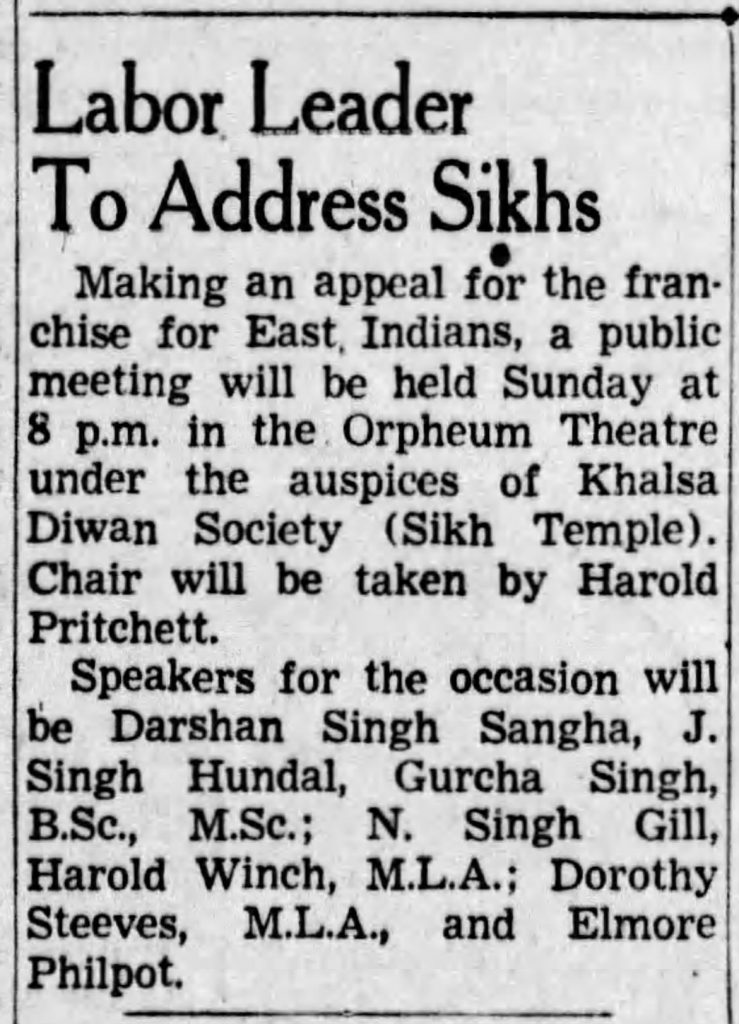 Labor Leader
To Address Sikhs
Making an appeal for the fran-
chise for East Indians, a public
meeting will be held Sunday at
8 p.m. in the Orpheum Theatre
under the auspices of Khalsa
Diwan Society (Sikh Temple).
Chair will be taken by Harold
Pritchett.
Speakers for the occasion will
be Darshan Singh Sangha, J.
Singh Hundal, Gurcha Singh,
B.Sc., M.Sc.; N. Singh Gill,
Harold Winch, M.L.A.; Dorothy
Steeves, M.L.A., and Elmore
Philpot.